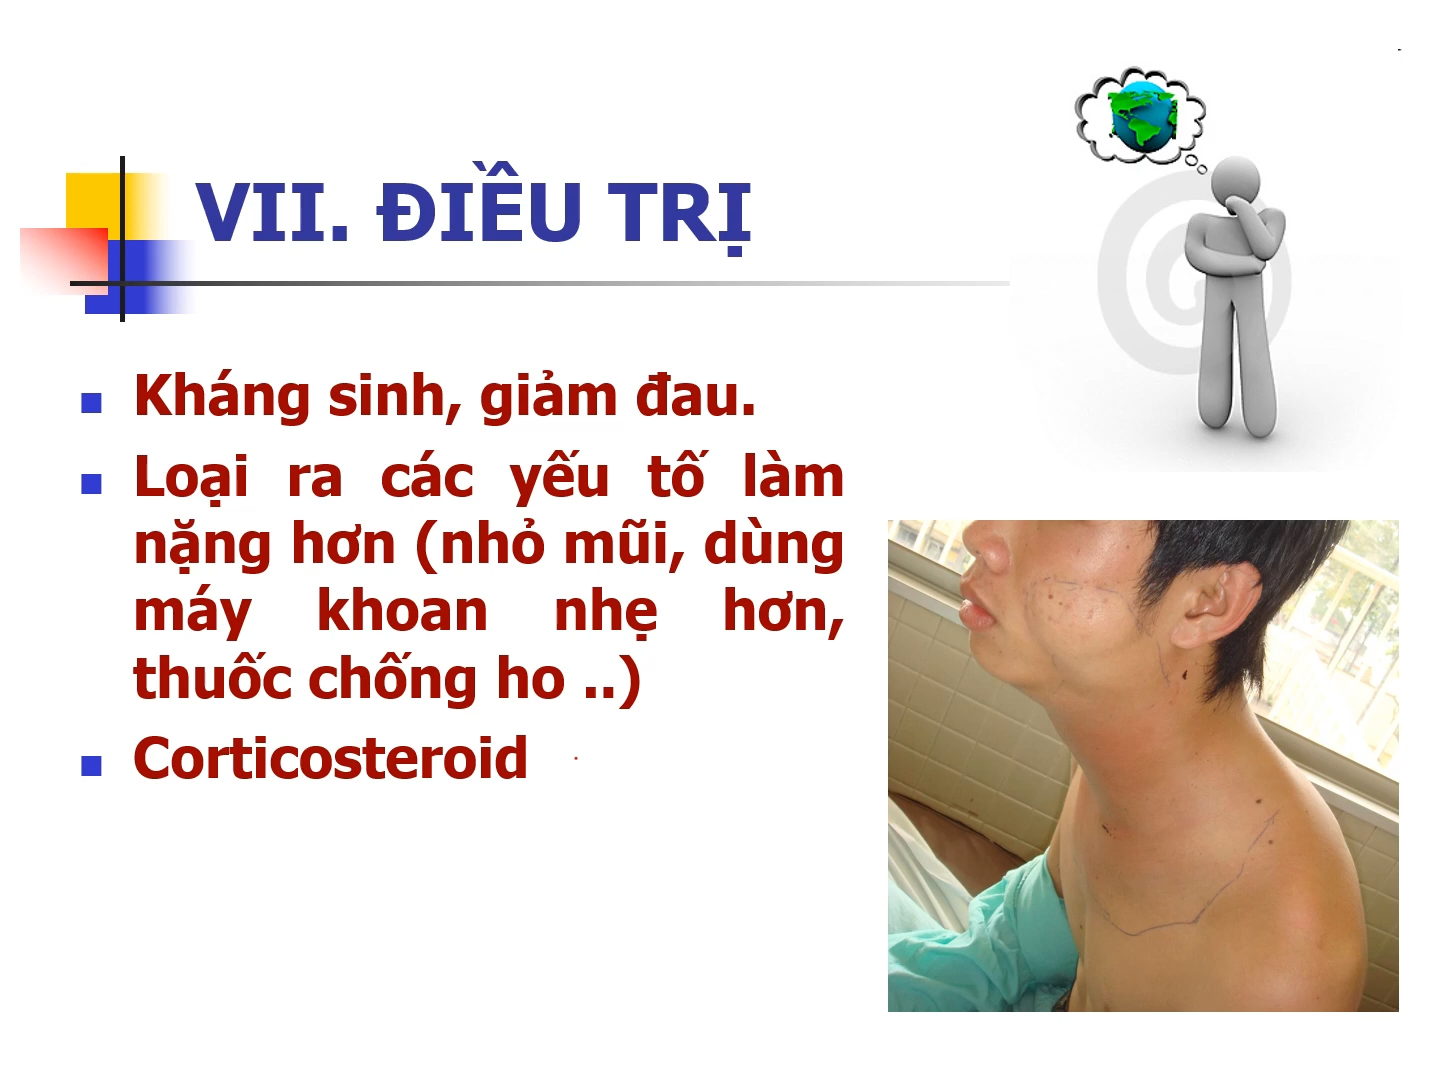 VII. ĐIỀU TRỊ
Kháng sinh, giảm đau.
Loại ra các yếu tố làm
nặng hơn (nhỏ mũi, dùng
máy khoan nhẹ hơn,
thuốc chống ho ..)
Corticosteroid